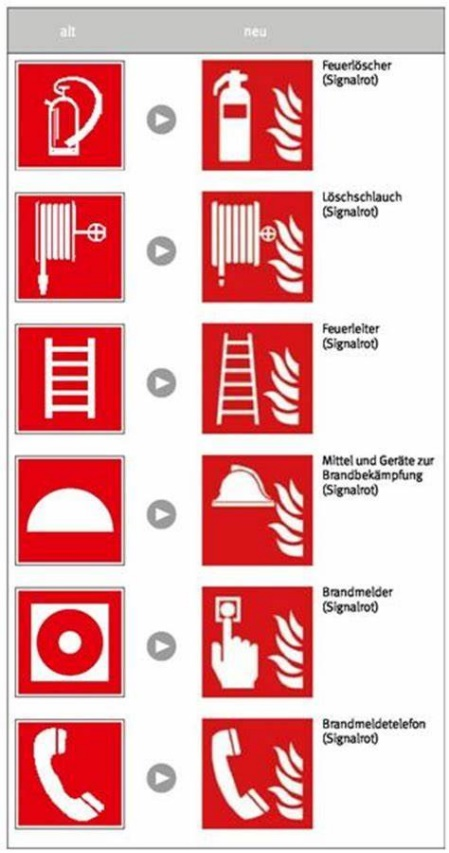 alt
neu
Feuerlöscher
(Signalrot)
Löschschlauch
(Signalrot)
Feuerleiter
(Signalrot)
Mittel und Geräte zur
Brandbekämpfung
(Signalrot)
Brandmelder
(Signalrot)
Brandmeldetelefon
(Signalrot)